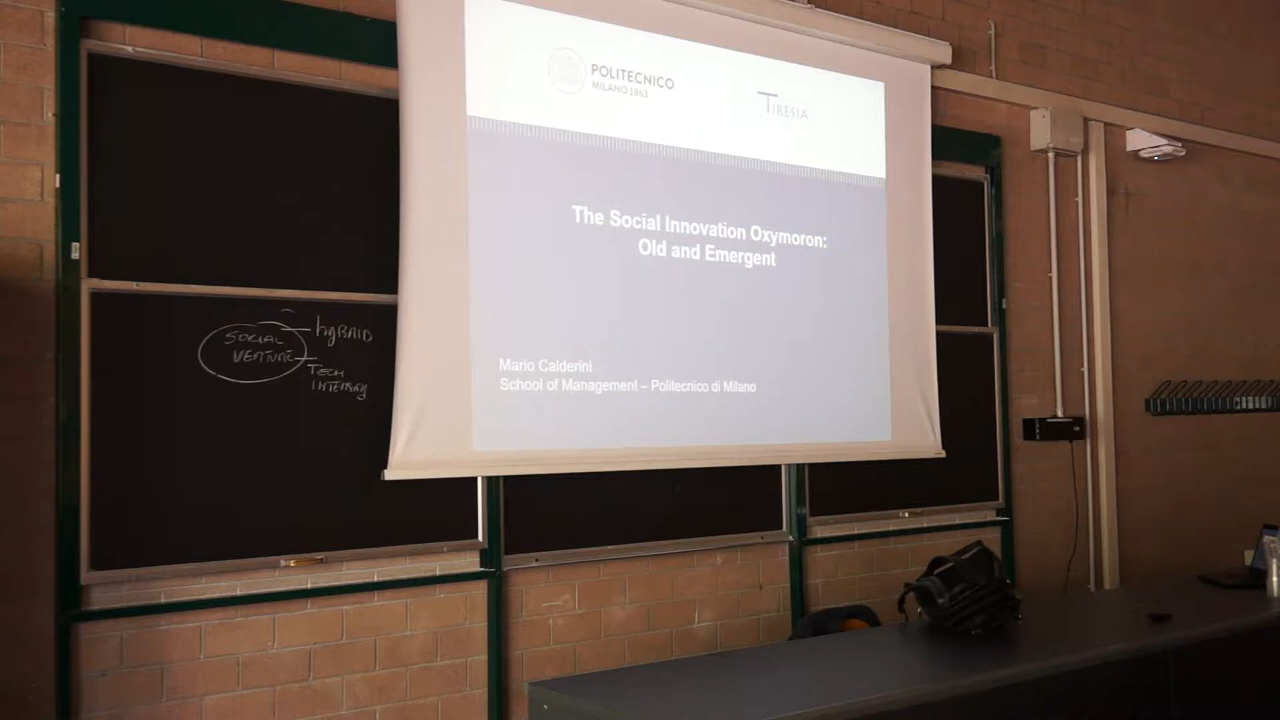 POLITECNICO
MILANO 1863
TIRESIA
The Social Innovation Oxymoron:
Old and Emergent
Mario Calderini
School of Management – Politecnico di Milano
SOCIAL
VENTURE
hyBRID
TECH